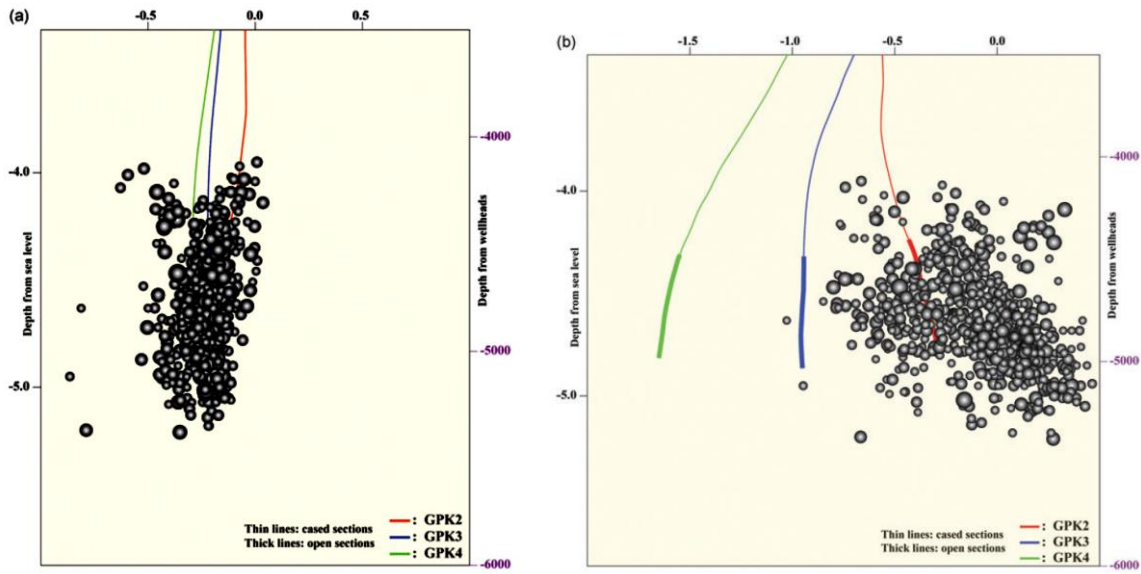 (a)
-0.5 0.0 0.5
-4.0
-5.0
Depth from sea level
-4000
-5000
-6000
Depth from wellheads
Thin lines: cased sections
Thick lines: open sections
: GPK2
: GPK3
: GPK4
(b)
-1.5 -1.0 -0.5 0.0
-4.0
-5.0
Depth from sea level
-4000
-5000
-6000
Depth from wellheads
Thin lines: cased sections
Thick lines: open sections
: GPK2
: GPK3
: GPK4